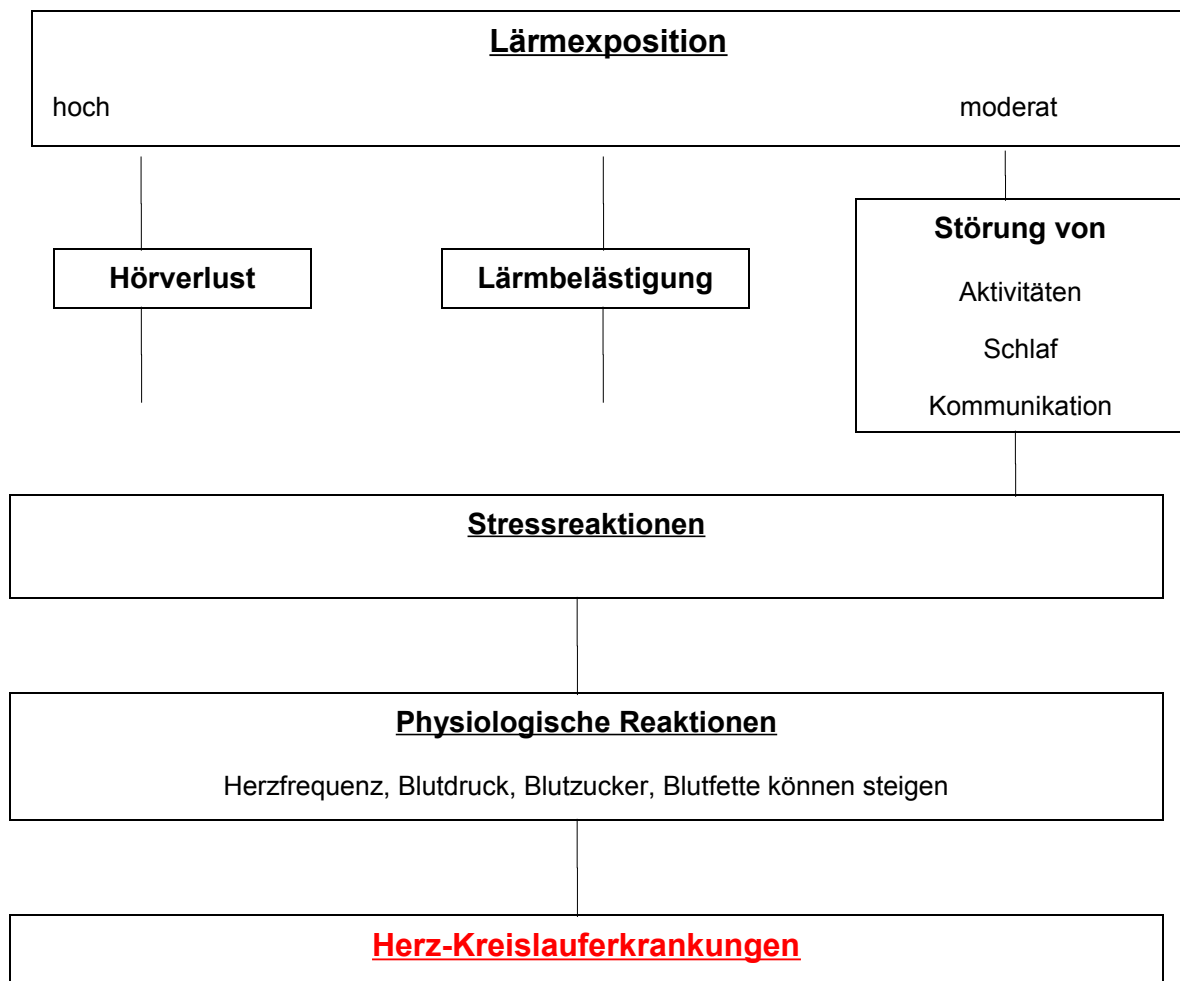 Lärmexposition
hoch moderat
Hörverlust
Lärmbelästigung
Störung von
Aktivitäten
Schlaf
Kommunikation
Stressreaktionen
Physiologische Reaktionen
Herzfrequenz, Blutdruck, Blutzucker, Blutfette können steigen
Herz-Kreislauferkrankungen